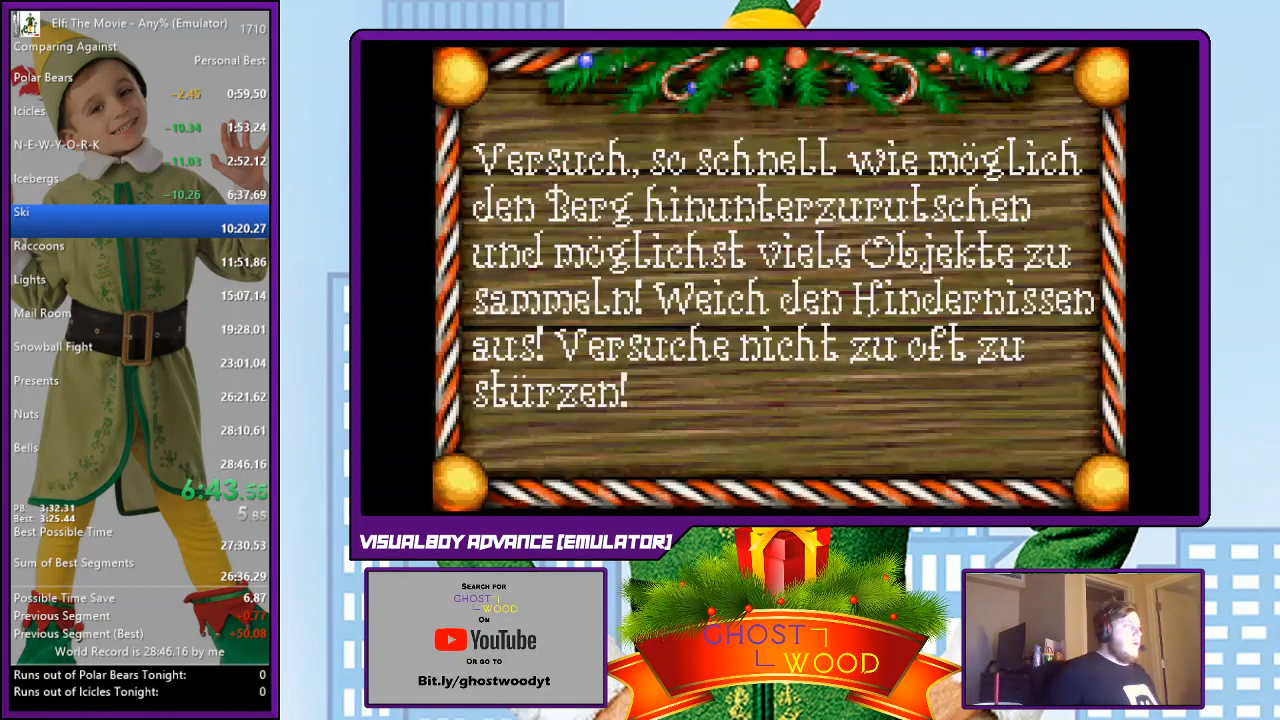 Elf: The Movie - Any% (Emulator)
1710
Comparing Against
Personal Best
Polar Bears
-2.45 0:59.50
Icicles
-10.34 1:53.24
N-E-W-Y-O-R-K
-11.03 2:52.12
Icebergs
-10.26 6:37.69
Ski
10:20.27
Raccoons
11:51.86
Lights
15:07.14
Mail Room
19:28.01
Snowball Fight
23:01.04
Presents
26:21.62
Nuts
28:10.61
Bells
28:46.16
6:43.56
PB: 3:32.31
5.85
Best: 3:25.44
Best Possible Time
27:30.53
Sum of Best Segments
26:36.29
Possible Time Save 6.87
Previous Segment +0.77
Previous Segment (Best) +50.08
World Record is 28:46.16 by me
Runs out of Polar Bears Tonight: 0
Runs out of Icicles Tonight: 0
Versuch, so schnell wie möglich
den Berg hinunterzurutschen
und möglichst viele Objekte zu
sammeln! Weich den Hindernissen
aus! Versuche nicht zu oft zu
stürzen!
VISUALBOY ADVANCE [EMULATOR]
Search for
GHOST
WOOD
On
YouTube
Or go to
Bit.ly/ghostwoodyt
GHOST
WOOD